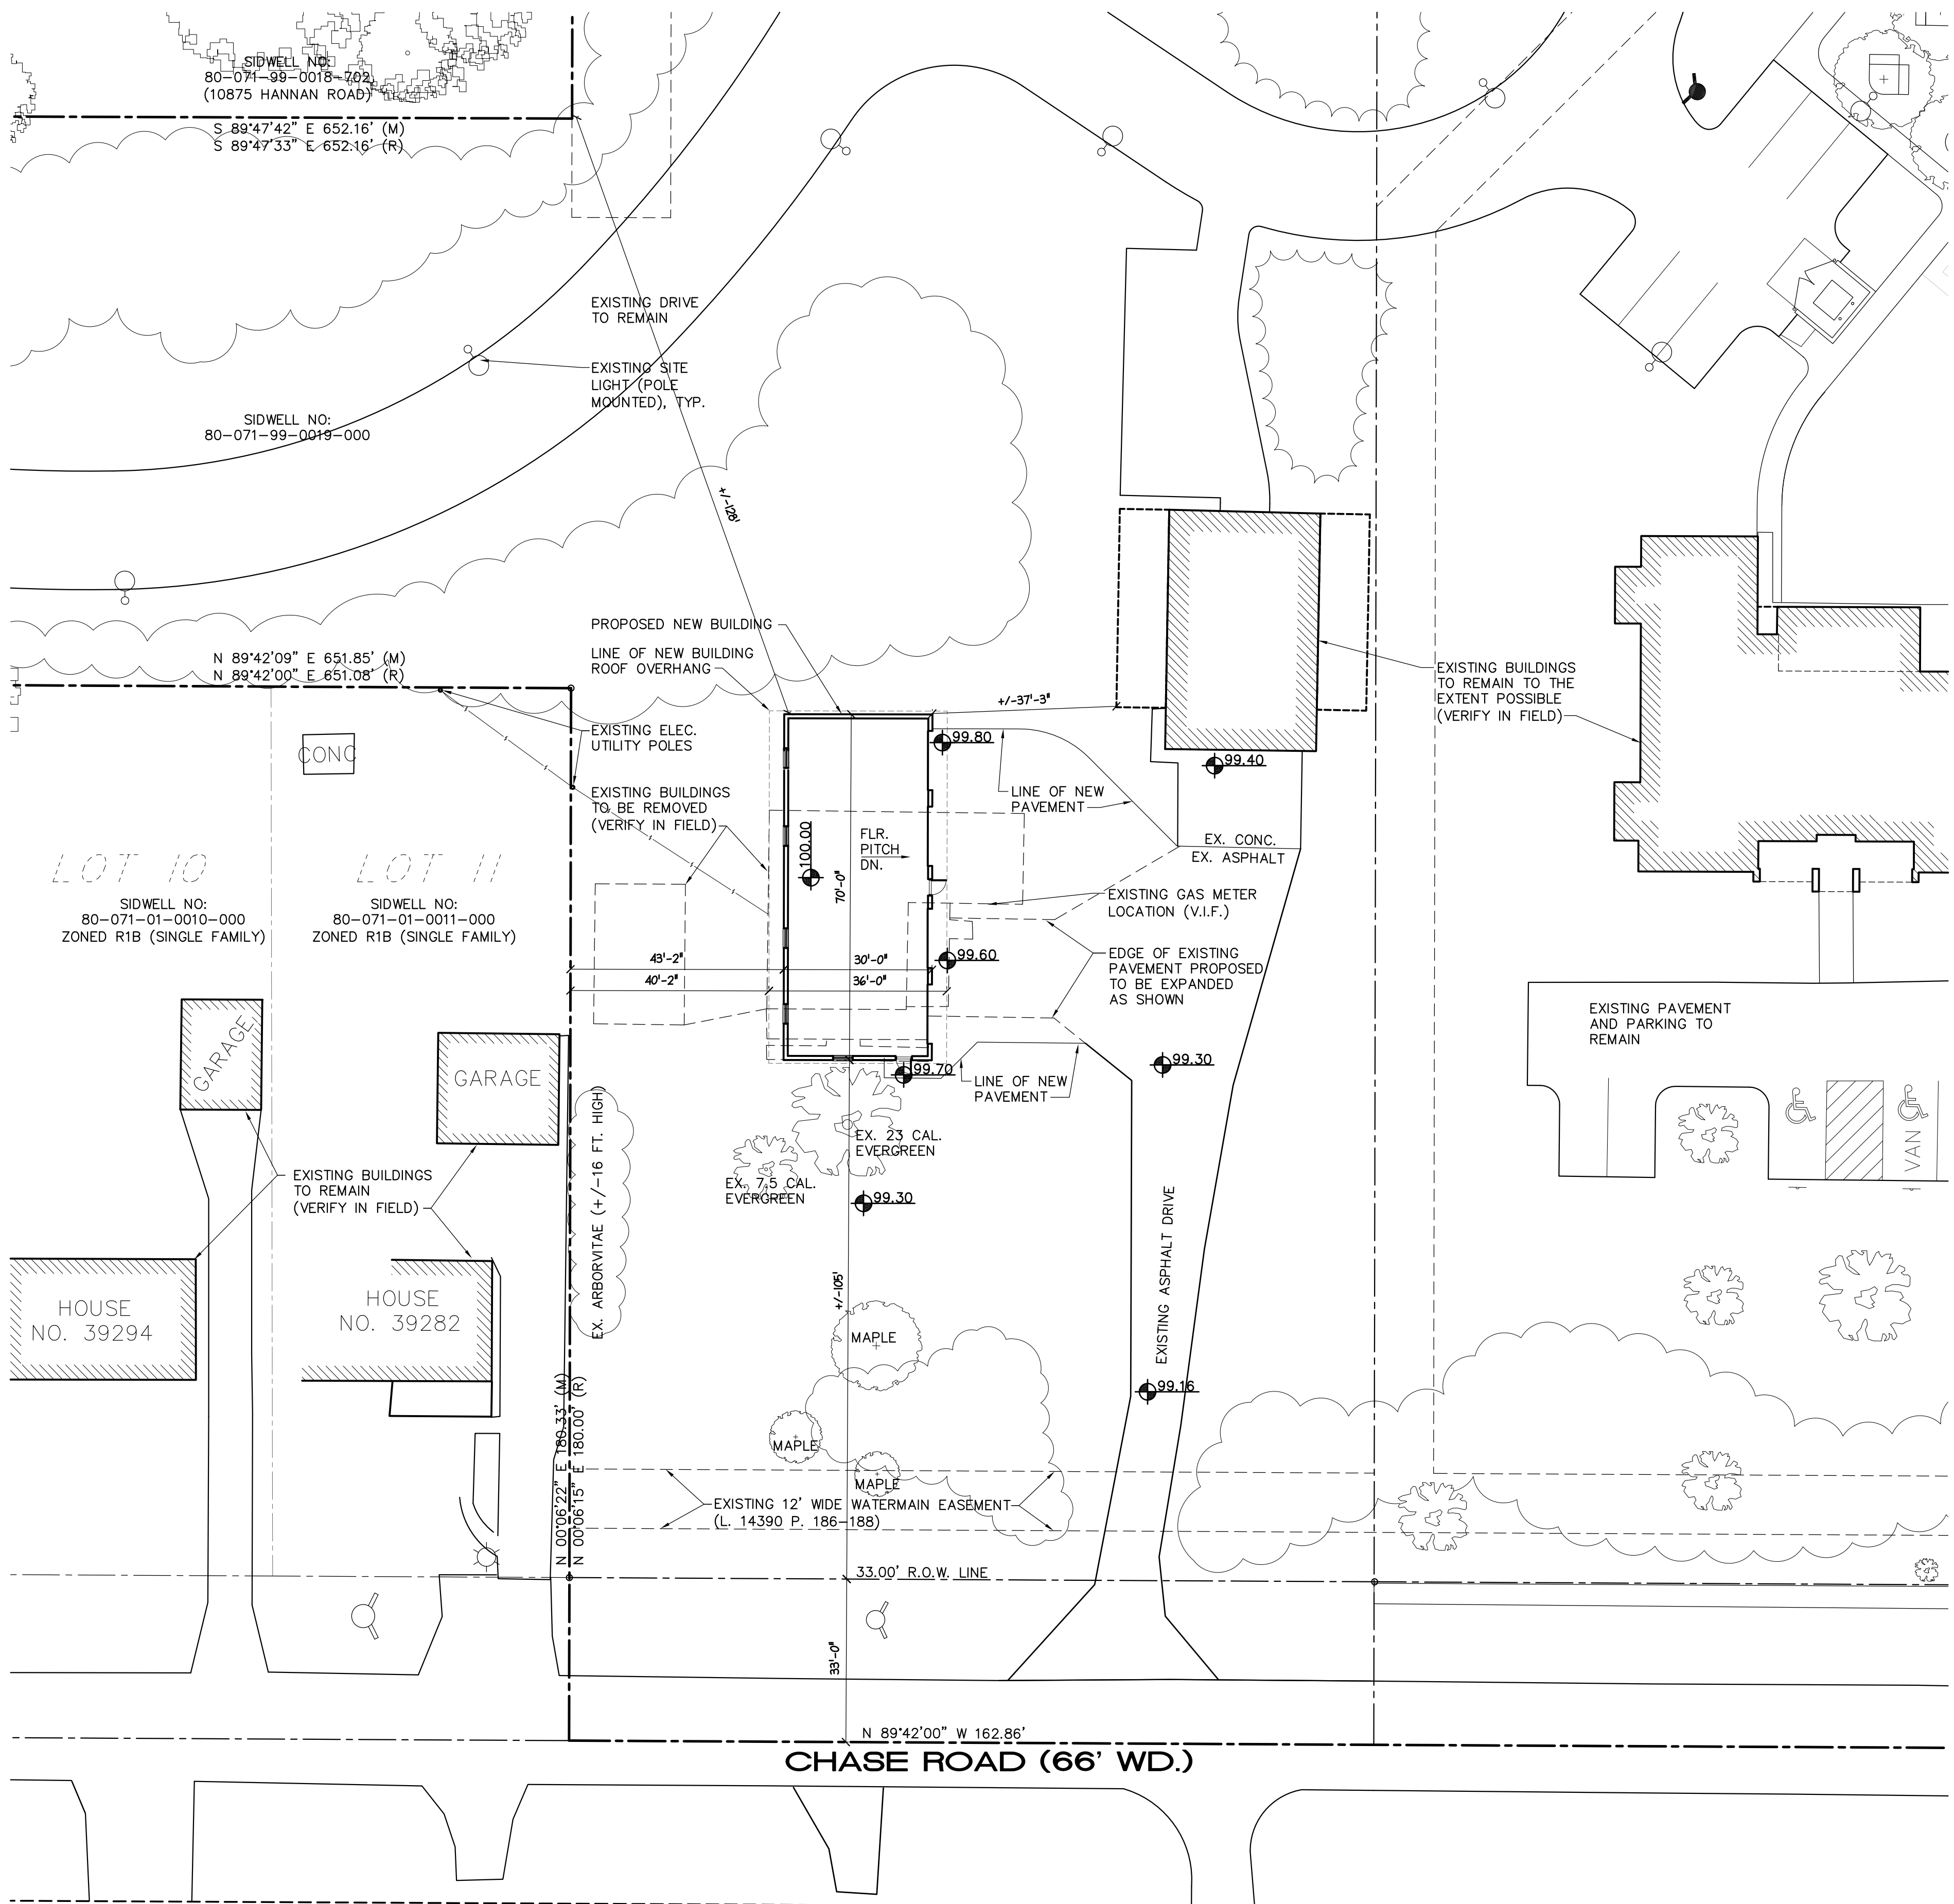 SIDWELL NO:
80-071-99-0018-702
(10875 HANNAN ROAD)
S 89°47'42" E 652.16' (M)
S 89°47'33" E 652.16' (R)
EXISTING DRIVE
TO REMAIN
EXISTING SITE
LIGHT (POLE
MOUNTED), TYP.
SIDWELL NO:
80-071-99-0019-000
+/-128'
PROPOSED NEW BUILDING
LINE OF NEW BUILDING
ROOF OVERHANG
N 89°42'09" E 651.85' (M)
N 89°42'00" E 651.08' (R)
+/-37'-3"
EXISTING BUILDINGS
TO REMAIN TO THE
EXTENT POSSIBLE
(VERIFY IN FIELD)
CONC
EXISTING ELEC.
UTILITY POLES
99.80
99.40
EXISTING BUILDINGS
TO BE REMOVED
(VERIFY IN FIELD)
LINE OF NEW
PAVEMENT
100.00
FLR.
PITCH
DN.
70'-0"
EX. CONC.
EX. ASPHALT
LOT 10
LOT 11
SIDWELL NO:
80-071-01-0010-000
ZONED R1B (SINGLE FAMILY)
SIDWELL NO:
80-071-01-0011-000
ZONED R1B (SINGLE FAMILY)
EXISTING GAS METER
LOCATION (V.I.F.)
43'-2"
30'-0"
40'-2"
36'-0"
99.60
EDGE OF EXISTING
PAVEMENT PROPOSED
TO BE EXPANDED
AS SHOWN
EXISTING PAVEMENT
AND PARKING TO
REMAIN
GARAGE
GARAGE
99.70
99.30
LINE OF NEW
PAVEMENT
VAN
EX. ARBORVITAE (+/-16 FT. HIGH)
EX. 23 CAL.
EVERGREEN
EX. 7.5 CAL.
EVERGREEN
99.30
EXISTING BUILDINGS
TO REMAIN
(VERIFY IN FIELD)
EXISTING ASPHALT DRIVE
HOUSE
NO. 39294
HOUSE
NO. 39282
+/-105'
MAPLE
99.16
N 00°06'22" E 180.33' (M)
N 00°06'15" E 180.00' (R)
MAPLE
MAPLE
EXISTING 12' WIDE WATERMAIN EASEMENT
(L. 14390 P. 186-188)
33.00' R.O.W. LINE
33'-0"
N 89°42'00" W 162.86'
CHASE ROAD (66' WD.)